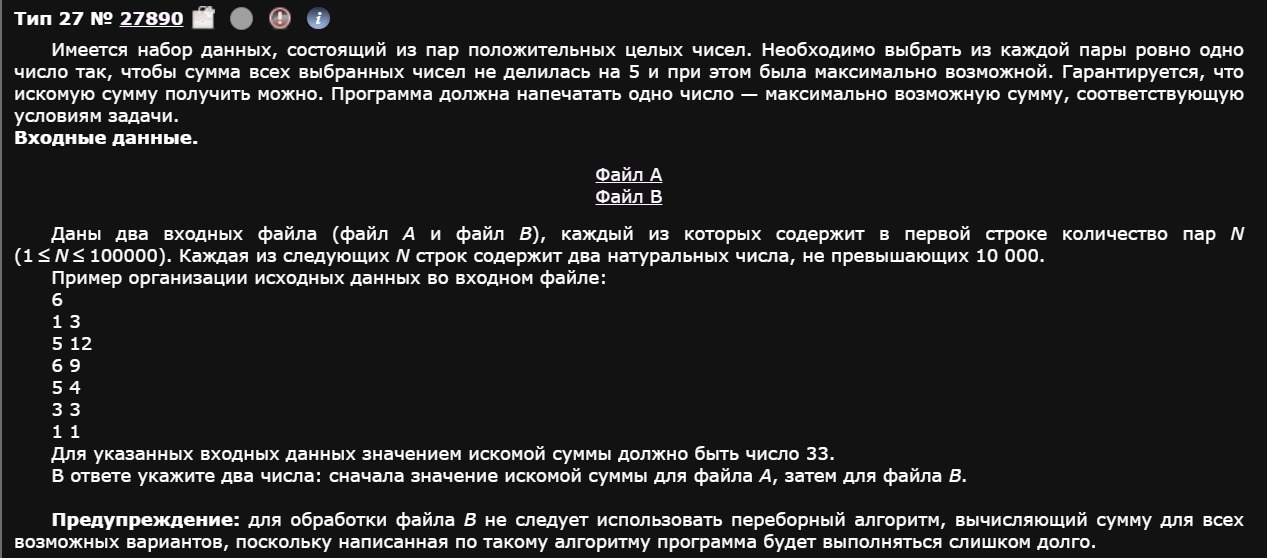 Тип 27 № 27890
Имеется набор данных, состоящий из пар положительных целых чисел. Необходимо выбрать из каждой пары ровно одно
число так, чтобы сумма всех выбранных чисел не делилась на 5 и при этом была максимально возможной. Гарантируется, что
искомую сумму получить можно. Программа должна напечатать одно число — максимально возможную сумму, соответствующую
условиям задачи.
Входные данные.
Файл A
Файл B
Даны два входных файла (файл A и файл B), каждый из которых содержит в первой строке количество пар N
(1 ≤ N ≤ 100000). Каждая из следующих N строк содержит два натуральных числа, не превышающих 10 000.
Пример организации исходных данных во входном файле:
6
1 3
5 12
6 9
5 4
3 3
1 1
Для указанных входных данных значением искомой суммы должно быть число 33.
В ответе укажите два числа: сначала значение искомой суммы для файла A, затем для файла B.
Предупреждение: для обработки файла B не следует использовать переборный алгоритм, вычисляющий сумму для всех
возможных вариантов, поскольку написанная по такому алгоритму программа будет выполняться слишком долго.